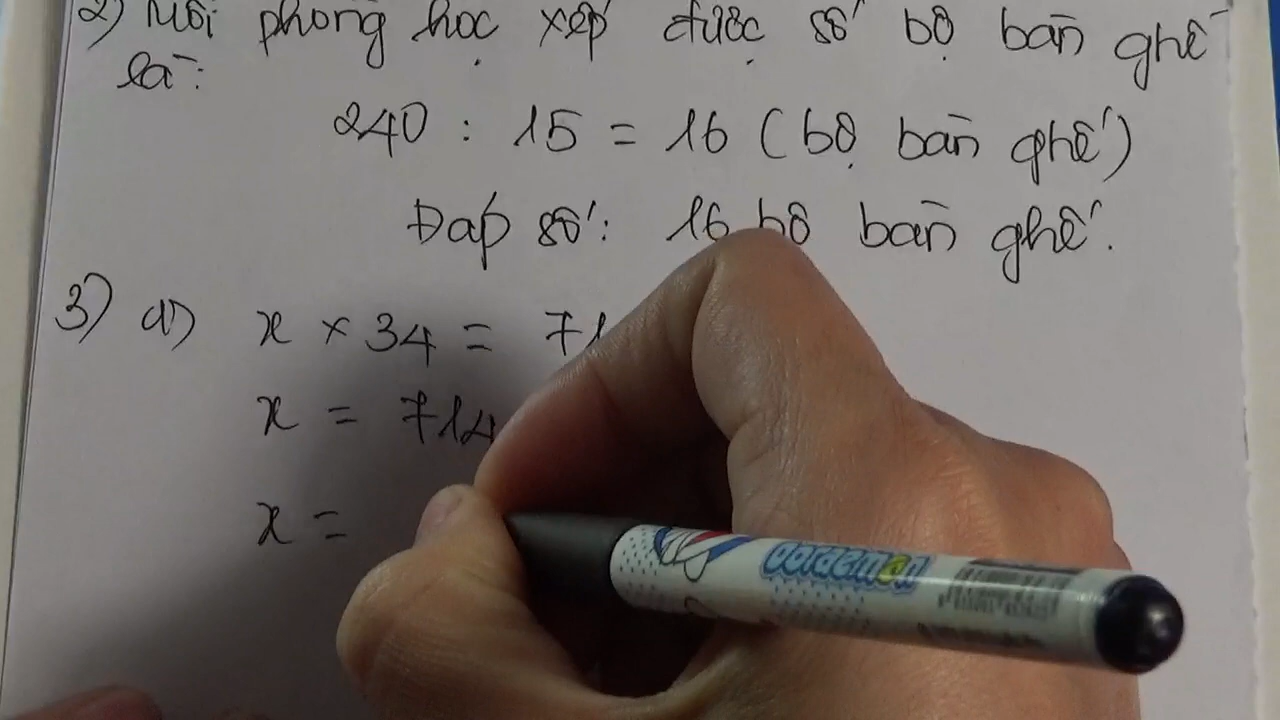 2) Mỗi phòng học xếp được số bộ bàn ghế
là:
240 : 15 = 16 (bộ bàn ghế)
Đáp số: 16 bộ bàn ghế.
3) a) x × 34 = 71
x = 714
x =
Doraemon